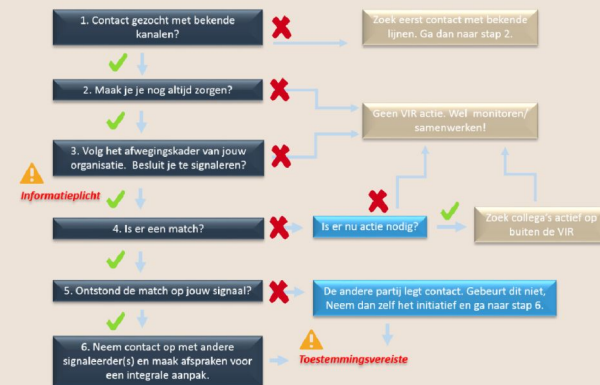 1. Contact gezocht met bekende
kanalen?
Zoek eerst contact met bekende
lijnen. Ga dan naar stap 2.
2. Maak je je nog altijd zorgen?
Geen VIR actie. Wel monitoren/
samenwerken!
3. Volg het afwegingskader van jouw
organisatie. Besluit je te signaleren?
Informatieplicht
4. Is er een match?
Is er nu actie nodig?
Zoek collega's actief op
buiten de VIR
5. Ontstond de match op jouw signaal?
De andere partij legt contact. Gebeurt dit niet,
Neem dan zelf het initiatief en ga naar stap 6.
6. Neem contact op met andere
signaleerder(s) en maak afspraken voor
een integrale aanpak.
Toestemmingsvereiste